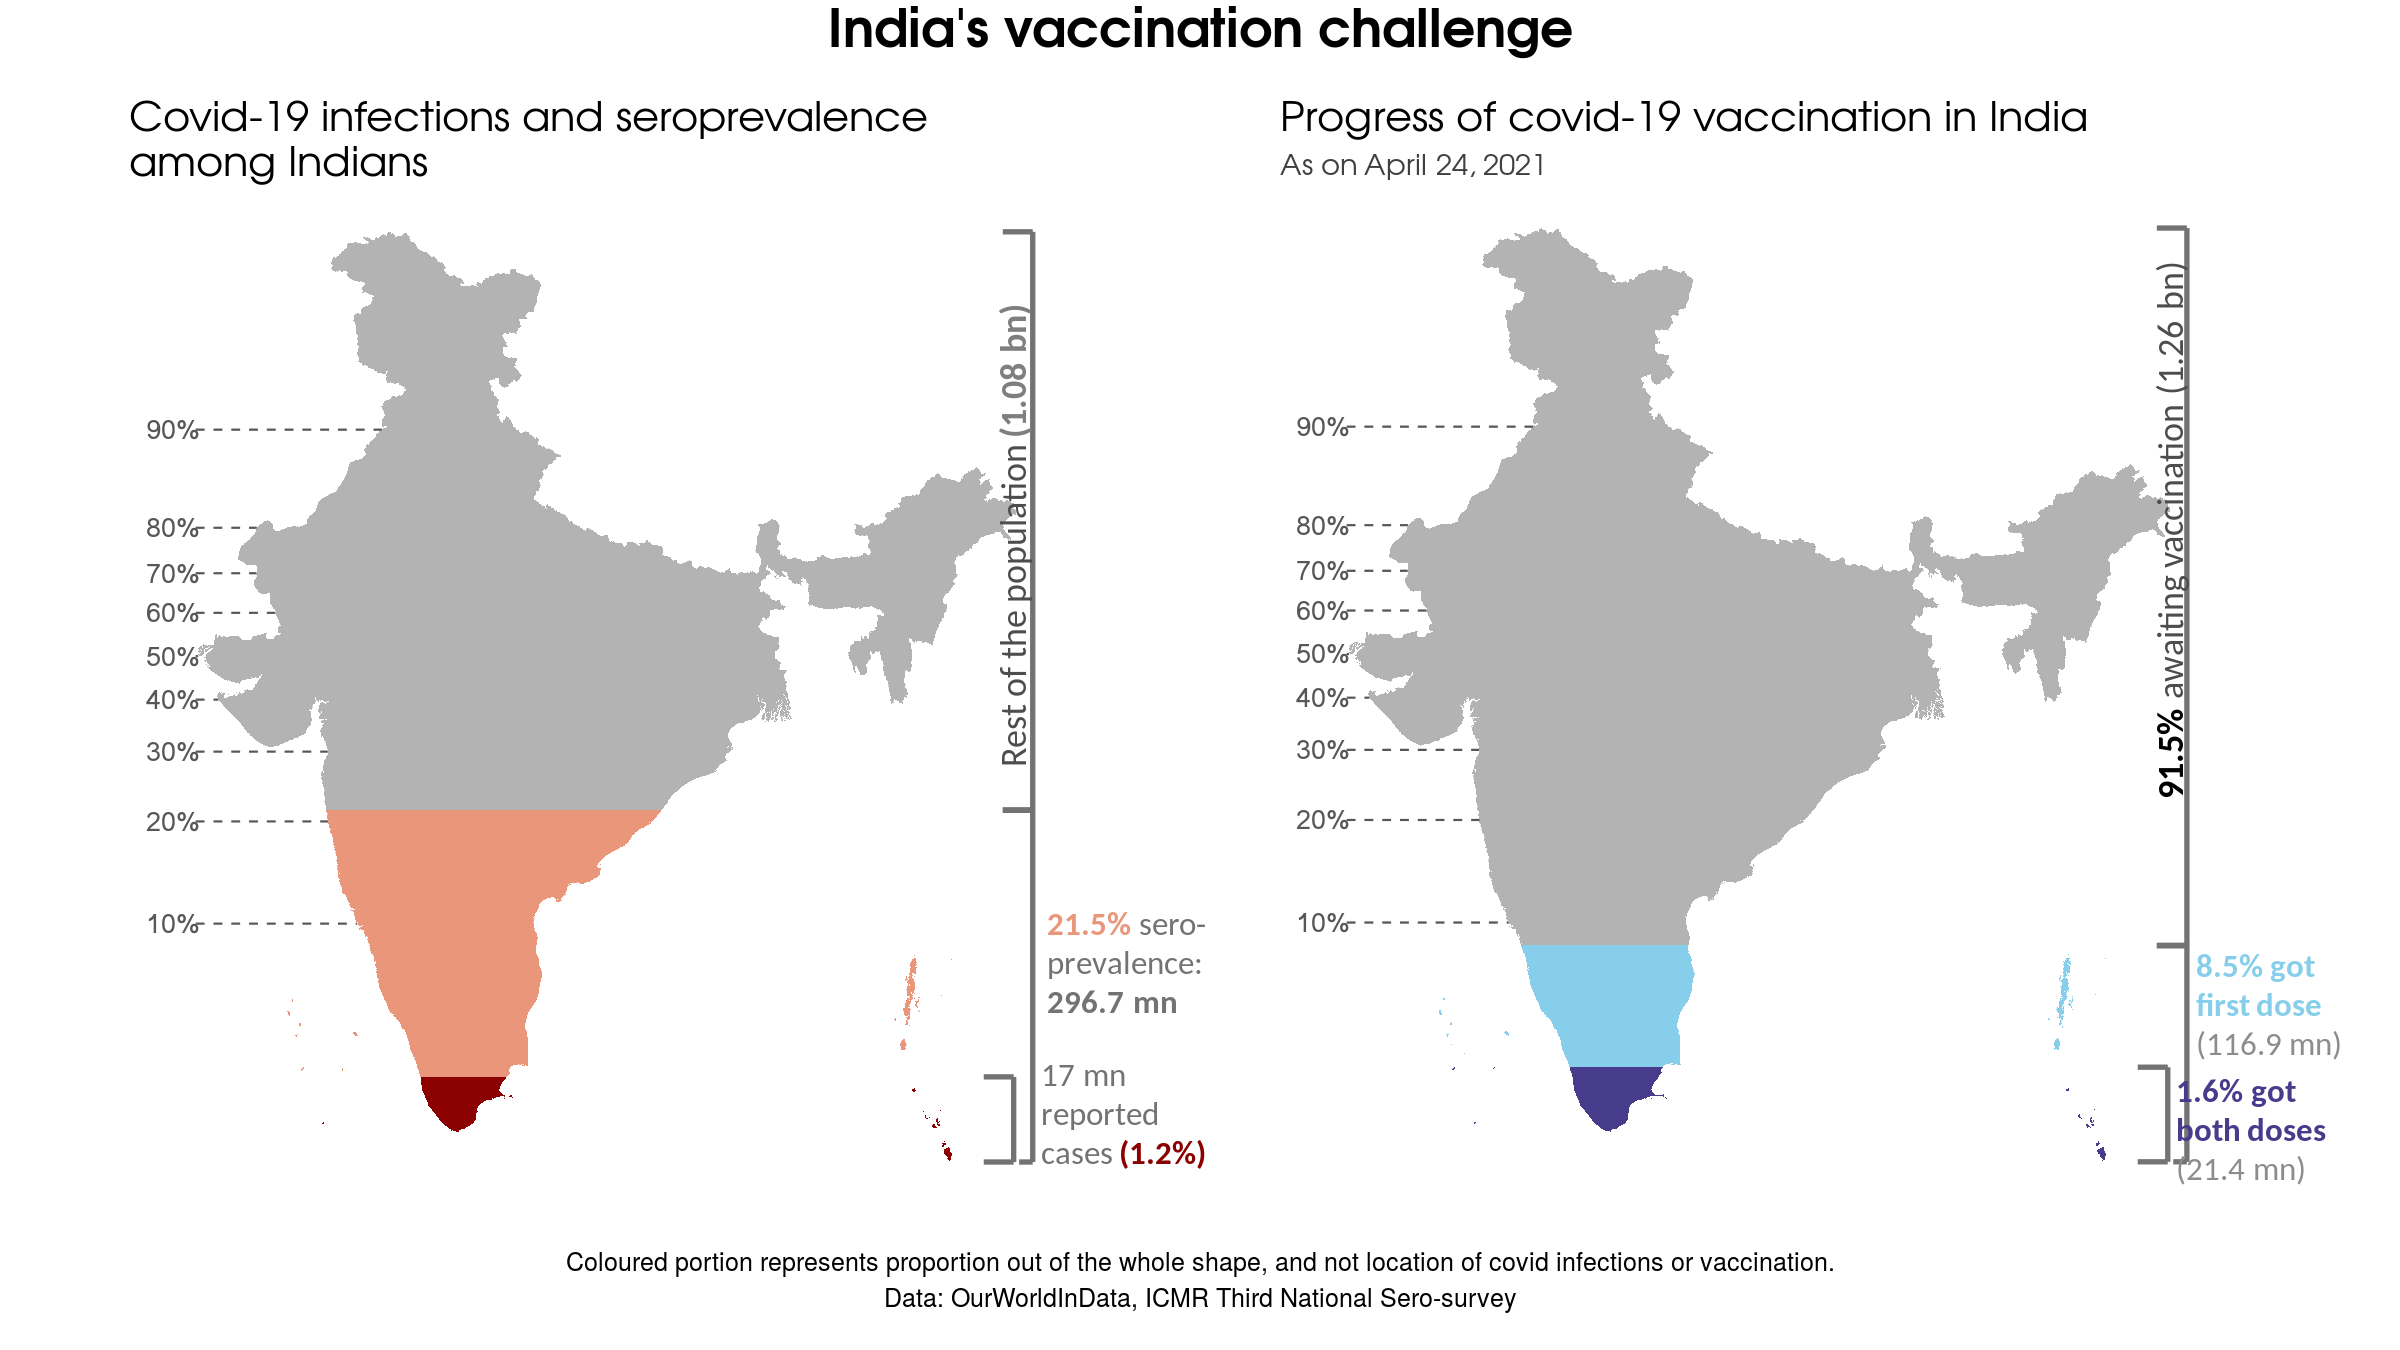 India's vaccination challenge
Covid-19 infections and seroprevalence
among Indians
90%
80%
70%
60%
50%
40%
30%
20%
10%
Rest of the population (1.08 bn)
21.5% sero-
prevalence:
296.7 mn
17 mn
reported
cases (1.2%)
Progress of covid-19 vaccination in India
As on April 24, 2021
90%
80%
70%
60%
50%
40%
30%
20%
10%
91.5% awaiting vaccination (1.26 bn)
8.5% got
first dose
(116.9 mn)
1.6% got
both doses
(21.4 mn)
Coloured portion represents proportion out of the whole shape, and not location of covid infections or vaccination.
Data: OurWorldInData, ICMR Third National Sero-survey